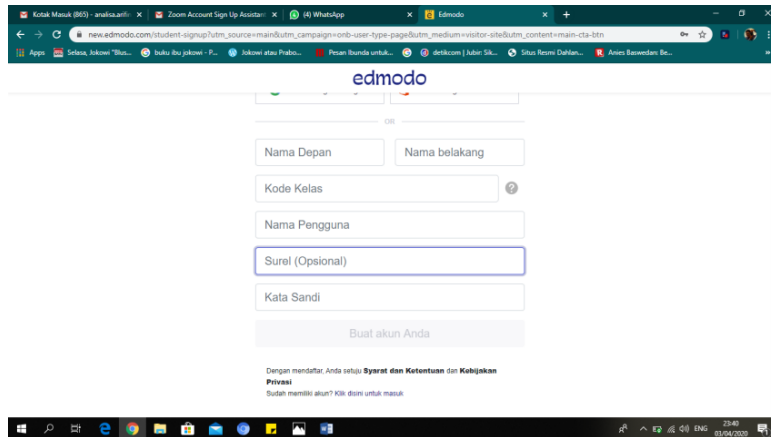 Kotak Masuk (865) - analisa.arifi
Zoom Account Sign Up Assistan
(4) WhatsApp
Edmodo
new.edmodo.com/student-signup?utm_source=main&utm_campaign=onb-user-type-page&utm_medium=visitor-site&utm_content=main-cta-btn
Apps
Selasa, Jokowi "Blus...
buku ibu jokowi - P...
Jokowi atau Prabo...
Pesan Ibunda untuk...
detikcom | Jubir: Sik...
Situs Resmi Dahlan...
Anies Baswedan: Be...
edmodo
OR
Nama Depan
Nama belakang
Kode Kelas
?
Nama Pengguna
Surel (Opsional)
Kata Sandi
Buat akun Anda
Dengan mendaftar, Anda setuju Syarat dan Ketentuan dan Kebijakan
Privasi
Sudah memiliki akun? Klik disini untuk masuk
ENG
23:40
03/04/2020